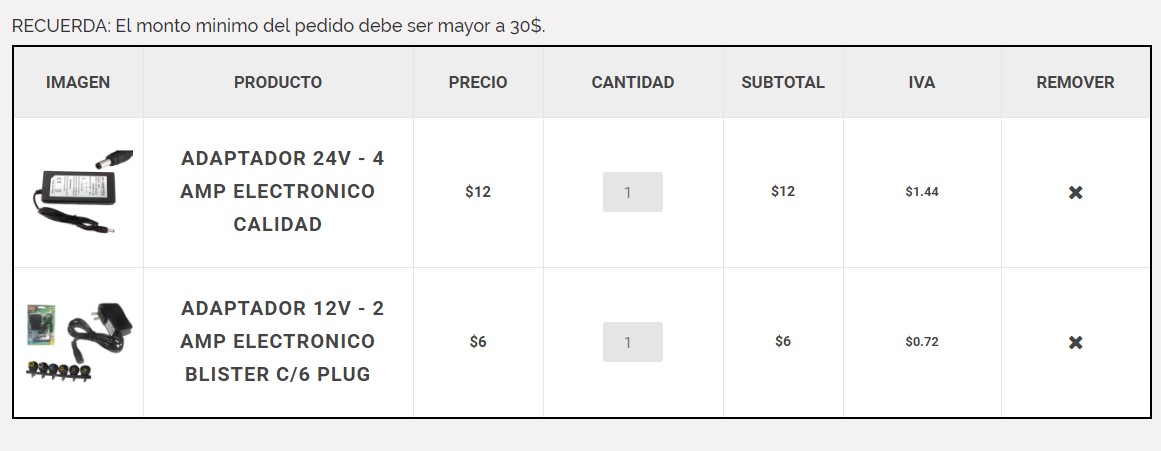 RECUERDA: El monto minimo del pedido debe ser mayor a 30$.
IMAGEN PRODUCTO PRECIO CANTIDAD SUBTOTAL IVA REMOVER
ADAPTADOR 24V - 4
AMP ELECTRONICO
CALIDAD
$12 1 $12 $1.44
ADAPTADOR 12V - 2
AMP ELECTRONICO
BLISTER C/6 PLUG
$6 1 $6 $0.72